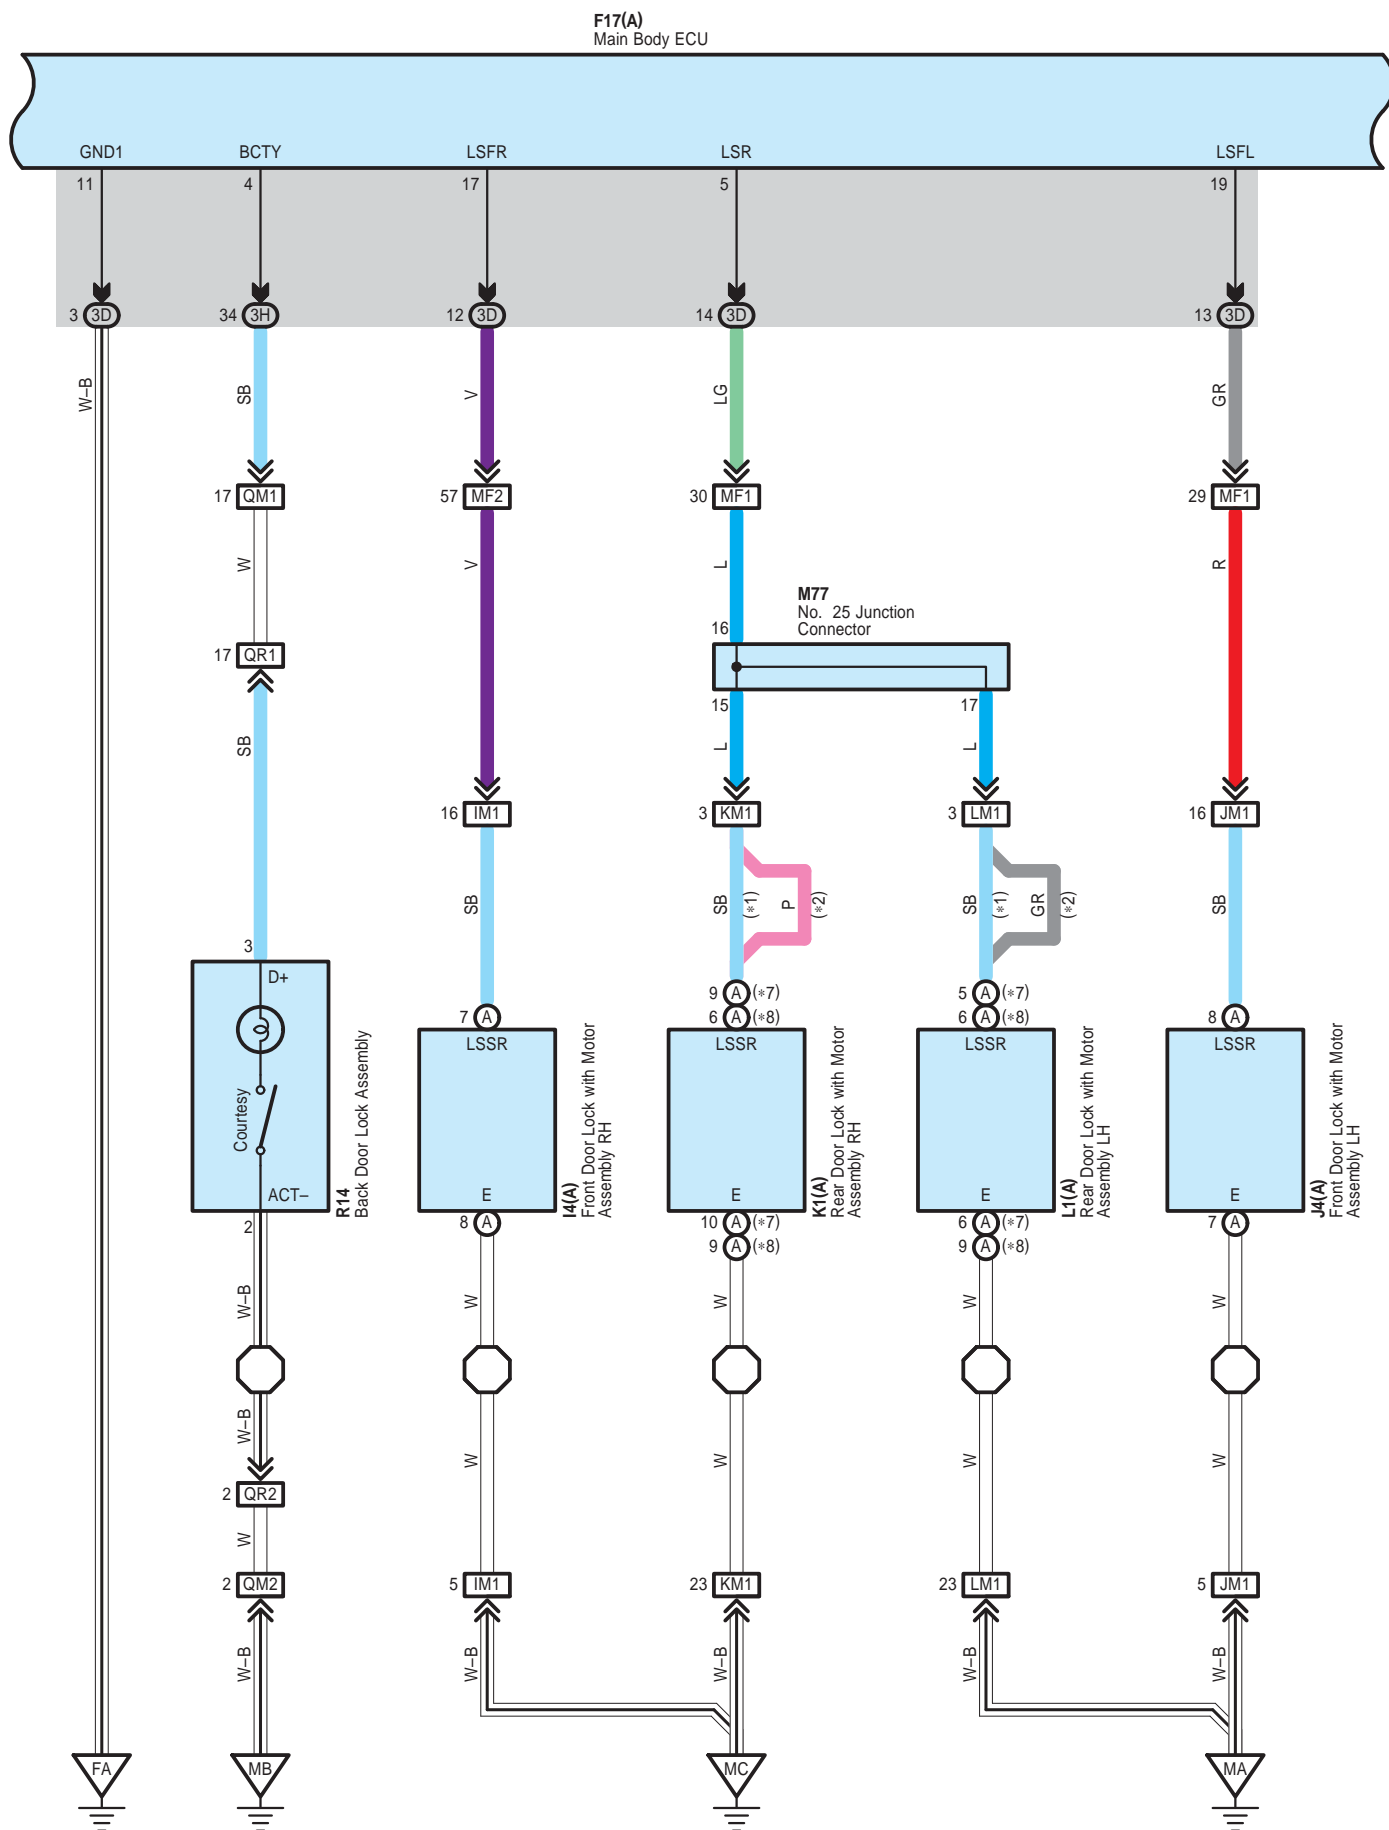 F17(A)
Main Body ECU
GND1 BCTY LSFR LSR LSFL
11 4 17 5 19
3 3D 34 3H 12 3D 14 3D 13 3D
W–B SB V LG GR
17 QM1 57 MF2 30 MF1 29 MF1
W V L R
M77
No. 25 Junction
Connector
16
17 QR1
15 17
SB L L
16 IM1 3 KM1 3 LM1 16 JM1
SB SB (*1) P (*2) SB (*1) GR (*2) SB
3
D+
9 A (*7) 5 A (*7)
7 A 6 A (*8) 6 A (*8) 8 A
LSSR LSSR LSSR LSSR
Courtesy
ACT–
R14
Back Door Lock Assembly
I4(A)
Front Door Lock with Motor
Assembly RH
K1(A)
Rear Door Lock with Motor
Assembly RH
L1(A)
Rear Door Lock with Motor
Assembly LH
J4(A)
Front Door Lock with Motor
Assembly LH
E E E E
2 8 A 10 A (*7) 6 A (*7) 7 A
9 A (*8) 9 A (*8)
W–B W W W W
W–B W W W W
2 QR2
W
2 QM2 5 IM1 23 KM1 23 LM1 5 JM1
W–B W–B W–B W–B W–B
FA MB MC MA